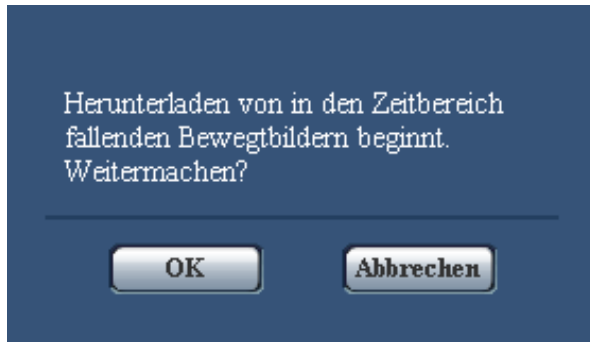 Herunterladen von in den Zeitbereich
fallenden Bewegtbildern beginnt.
Weitermachen?
OK Abbrechen